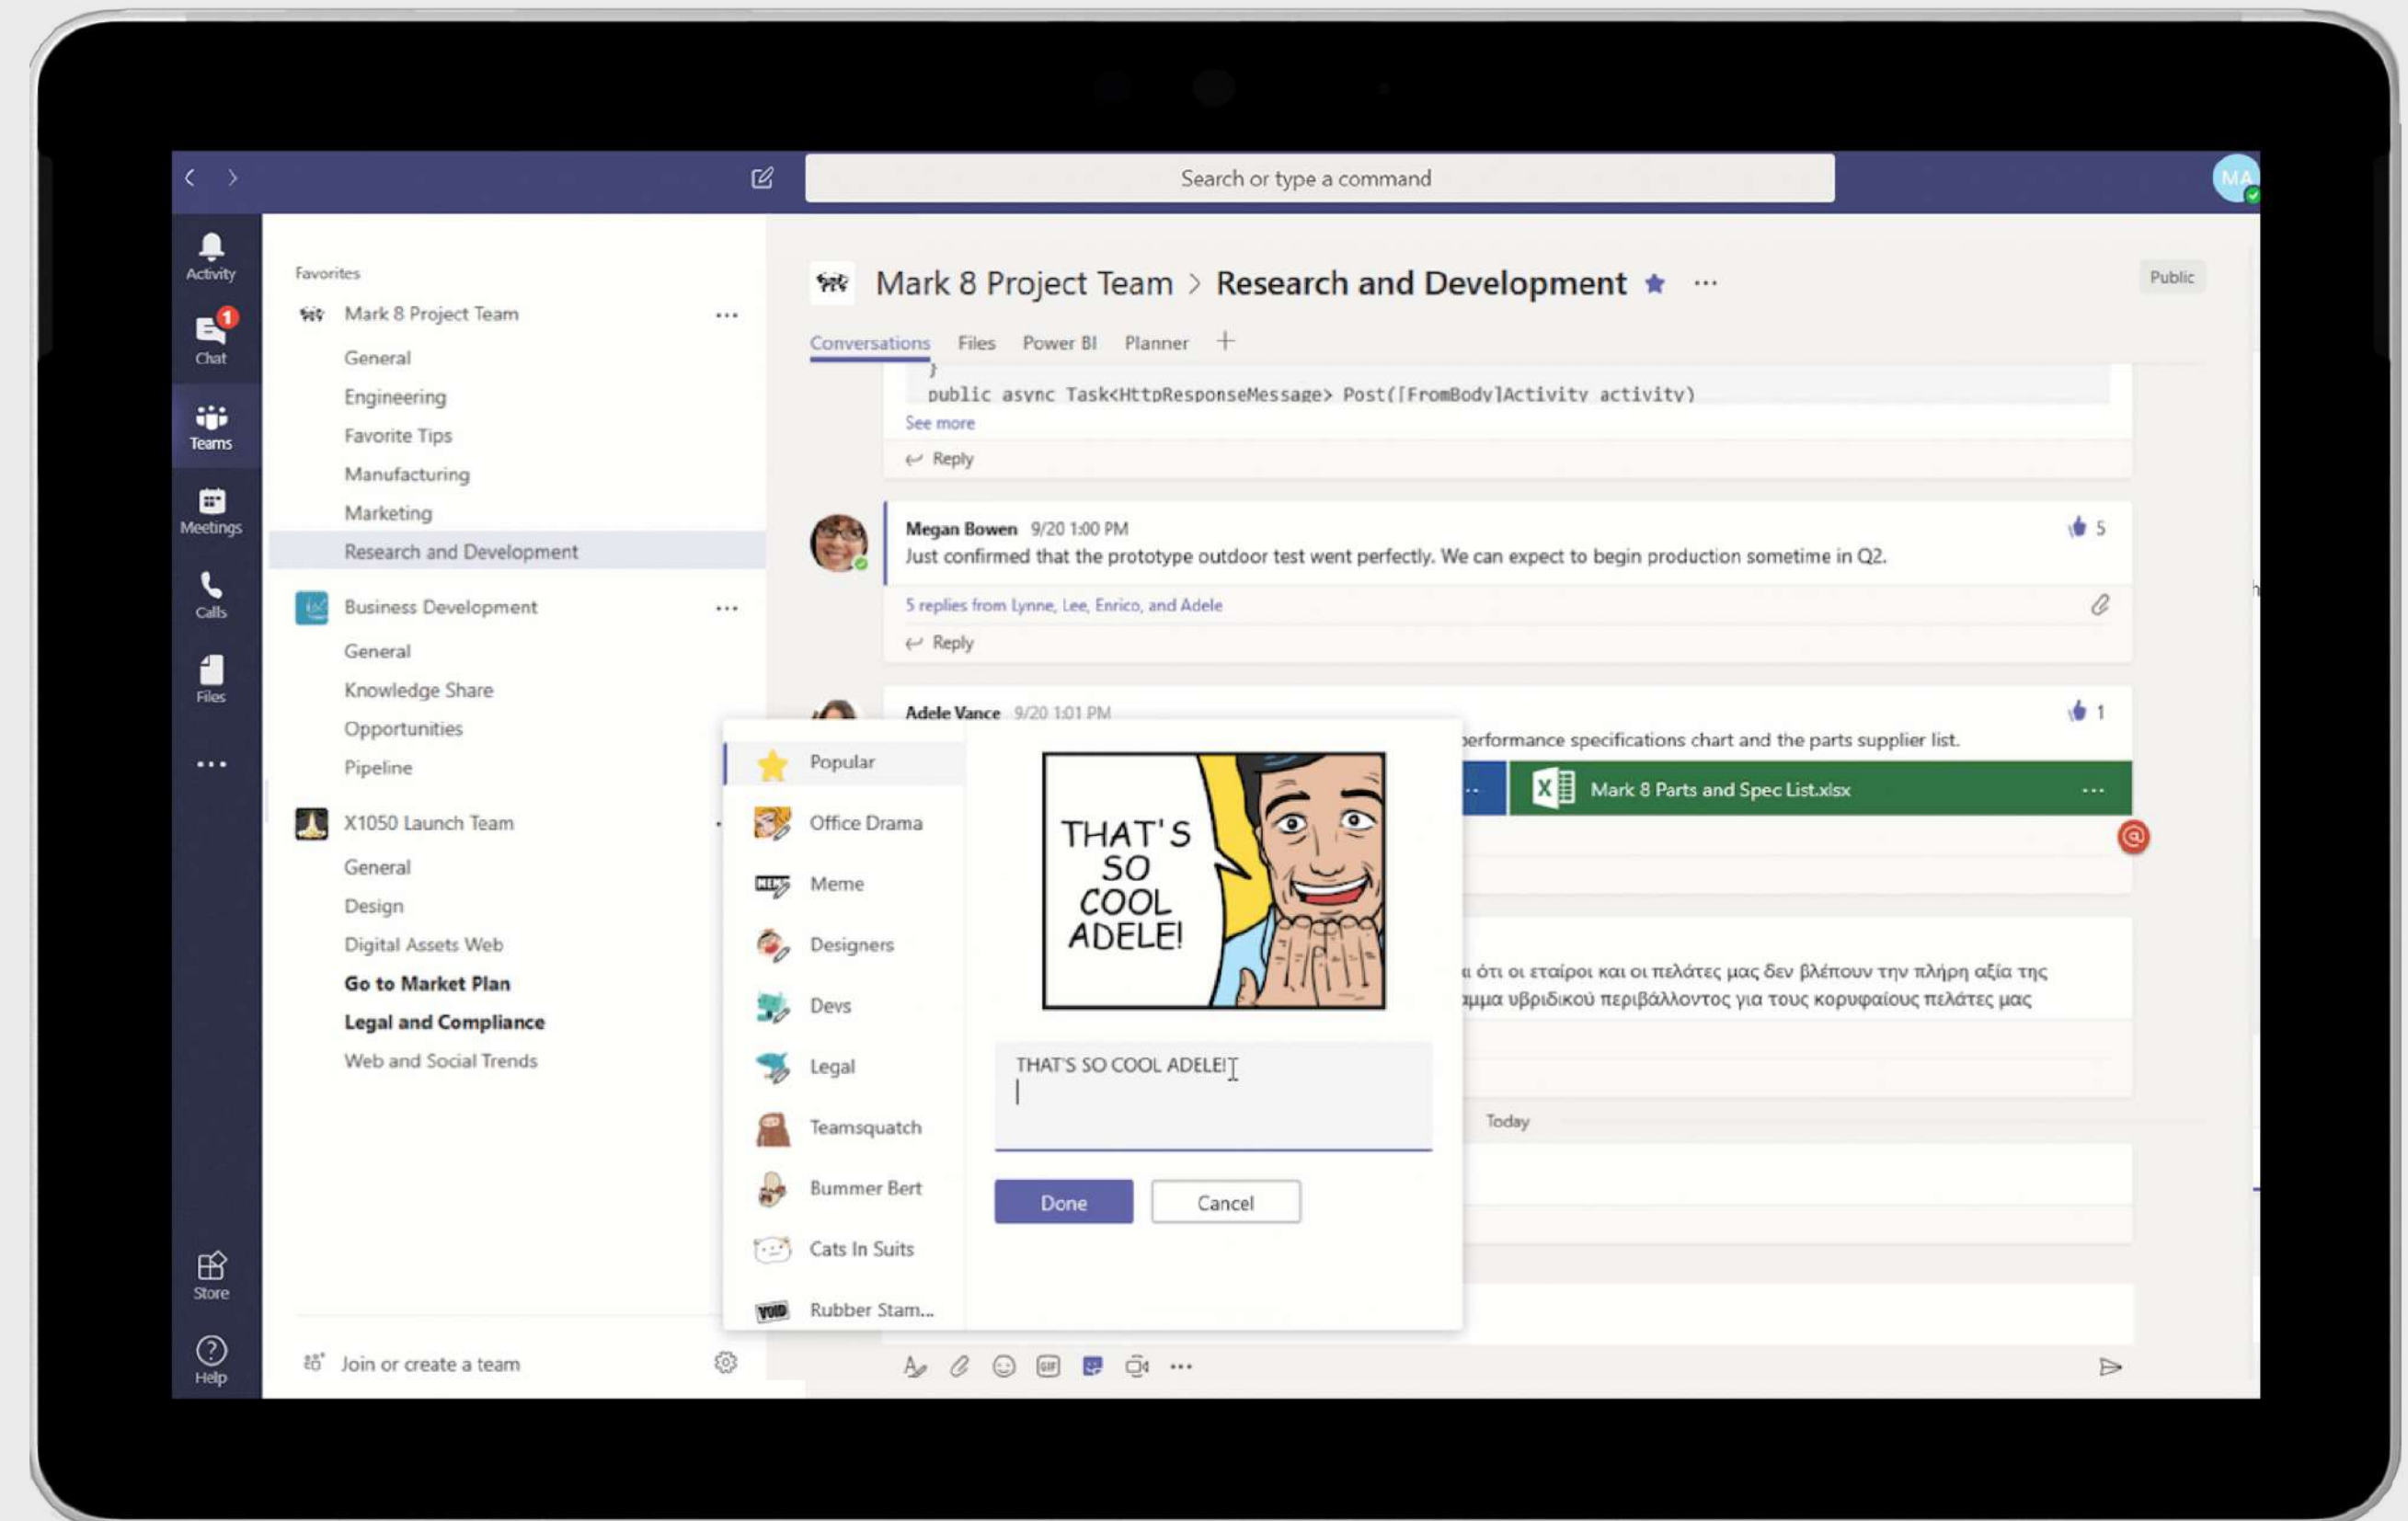 Search or type a command
MA
Activity
1
Chat
Teams
Meetings
Calls
Files
Store
Help
Favorites
Mark 8 Project Team
General
Engineering
Favorite Tips
Manufacturing
Marketing
Research and Development
Business Development
General
Knowledge Share
Opportunities
Pipeline
X1050 Launch Team
General
Design
Digital Assets Web
Go to Market Plan
Legal and Compliance
Web and Social Trends
Join or create a team
Mark 8 Project Team > Research and Development
Public
Conversations Files Power BI Planner
}
public async Task<HttpResponseMessage> Post([FromBody]Activity activity)
See more
Reply
Megan Bowen 9/20 1:00 PM
5
Just confirmed that the prototype outdoor test went perfectly. We can expect to begin production sometime in Q2.
5 replies from Lynne, Lee, Enrico, and Adele
Reply
Adele Vance 9/20 1:01 PM
1
performance specifications chart and the parts supplier list.
Mark 8 Parts and Spec List.xlsx
@
ότι οι εταίροι και οι πελάτες μας δεν βλέπουν την πλήρη αξία της
υβριδικού περιβάλλοντος για τους κορυφαίους πελάτες μας
Today
Popular
Office Drama
MEME
Meme
Designers
Devs
Legal
Teamsquatch
Bummer Bert
Cats In Suits
VOID
Rubber Stam...
THAT'S
SO
COOL
ADELE!
THAT'S SO COOL ADELE!
Done
Cancel
GIF